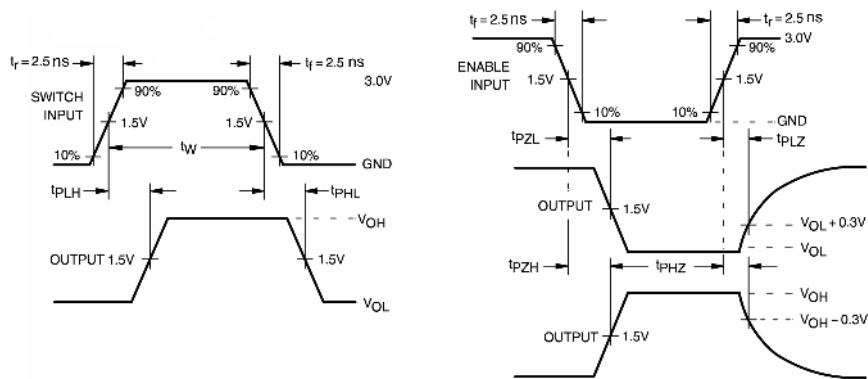 tr = 2.5 ns
tf = 2.5 ns
3.0V
SWITCH
INPUT
90%
90%
1.5V
1.5V
tW
10%
10%
GND
tPLH
tPHL
VOH
OUTPUT
1.5V
1.5V
VOL
tf = 2.5 ns
tr = 2.5 ns
90%
90%
3.0V
ENABLE
INPUT
1.5V
1.5V
10%
10%
GND
tPZL
tPLZ
OUTPUT
1.5V
VOL + 0.3V
VOL
tPZH
tPHZ
VOH
VOH – 0.3V
OUTPUT
1.5V